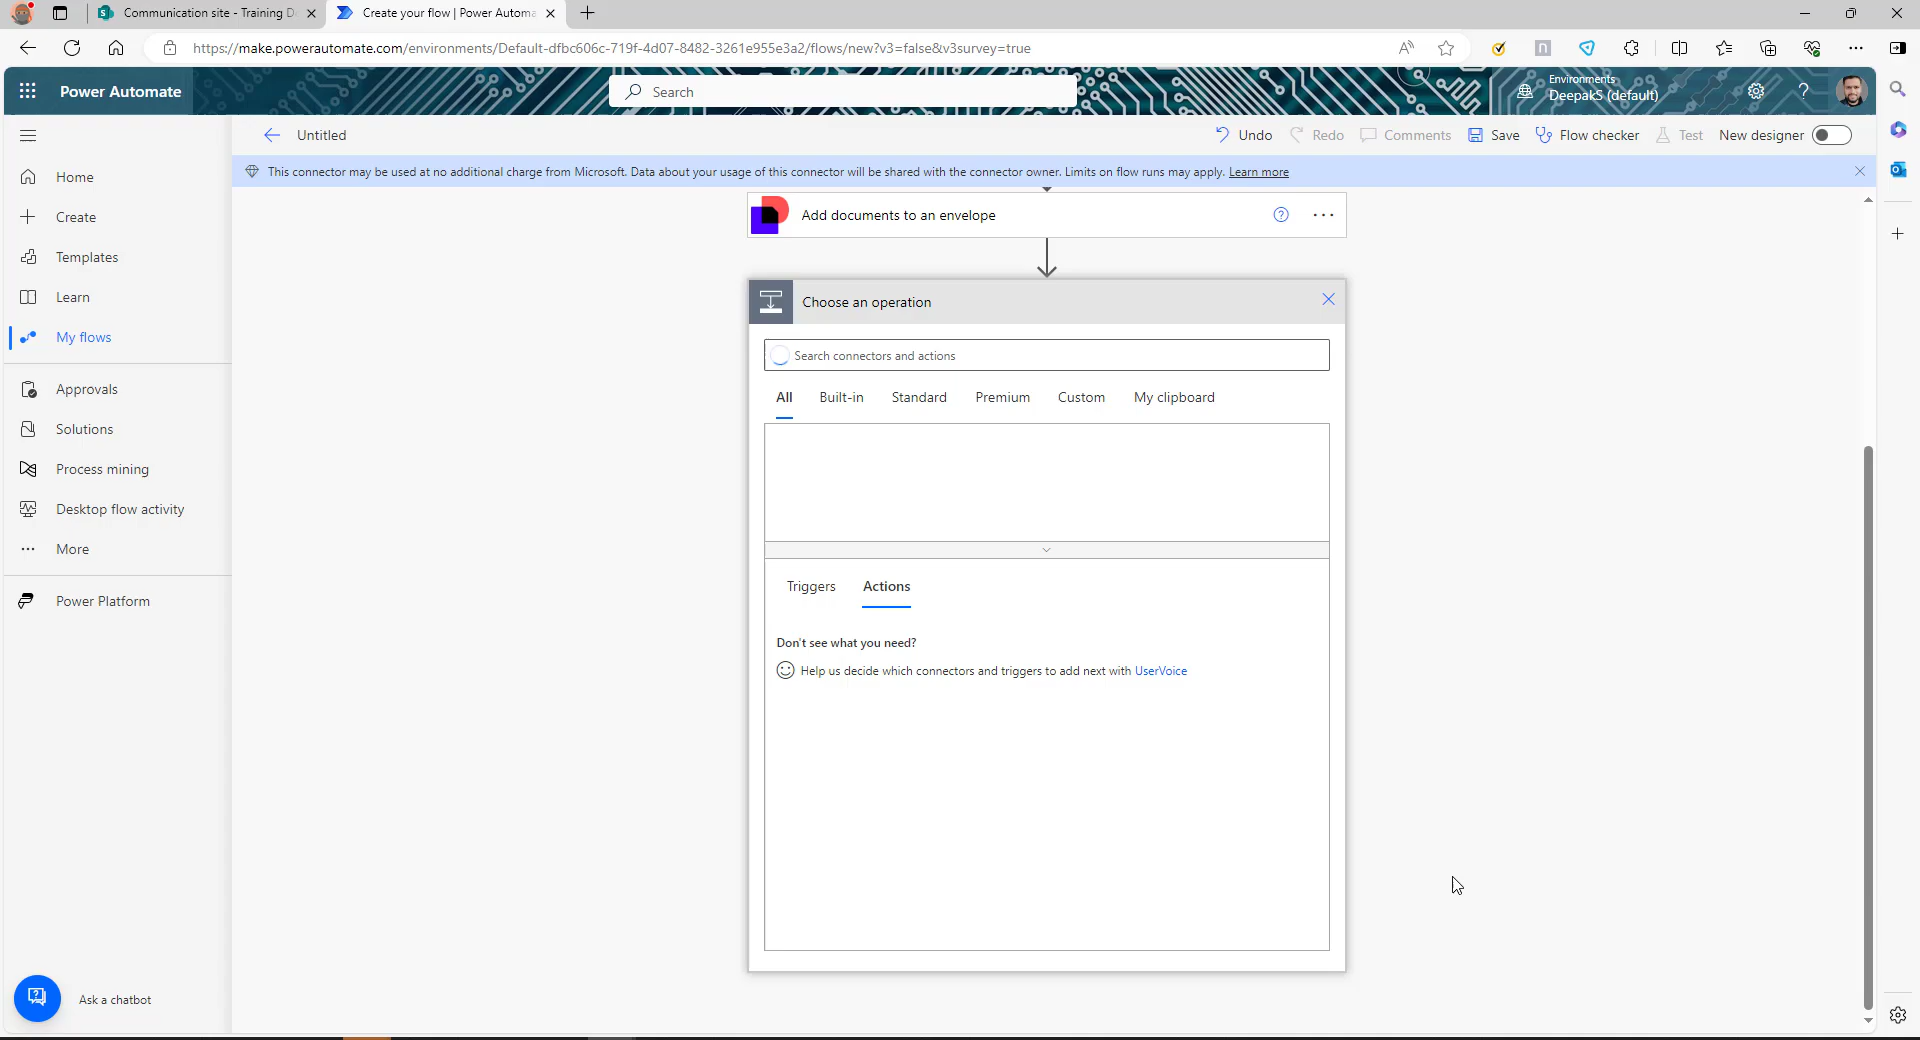 Communication site - Training D
Create your flow | Power Automa
https://make.powerautomate.com/environments/Default-dfbc606c-719f-4d07-8482-3261e955e3a2/flows/new?v3=false&v3survey=true
Power Automate
Search
Environments
DeepakS (default)
Untitled
Undo
Redo
Comments
Save
Flow checker
Test
New designer
This connector may be used at no additional charge from Microsoft. Data about your usage of this connector will be shared with the connector owner. Limits on flow runs may apply. Learn more
Home
Create
Templates
Learn
My flows
Approvals
Solutions
Process mining
Desktop flow activity
More
Power Platform
Ask a chatbot
Add documents to an envelope
Choose an operation
Search connectors and actions
All
Built-in
Standard
Premium
Custom
My clipboard
Triggers
Actions
Don't see what you need?
Help us decide which connectors and triggers to add next with UserVoice